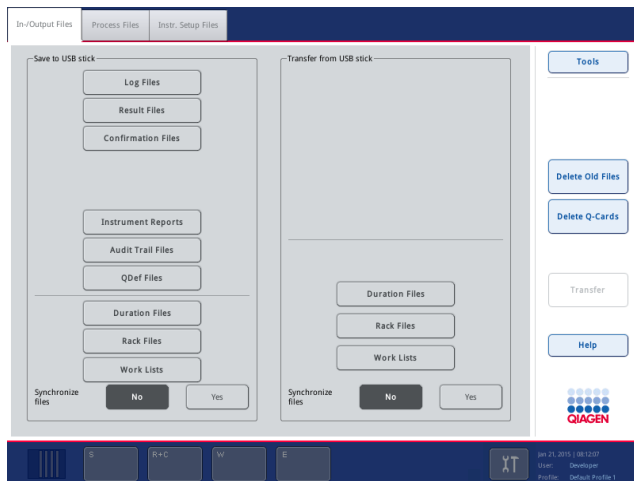 In-/Output Files
Process Files
Instr. Setup Files
Save to USB stick
Log Files
Result Files
Confirmation Files
Instrument Reports
Audit Trail Files
QDef Files
Duration Files
Rack Files
Work Lists
Synchronize
files
No
Yes
Transfer from USB stick
Duration Files
Rack Files
Work Lists
Synchronize
files
No
Yes
Tools
Delete Old Files
Delete Q-Cards
Transfer
Help
QIAGEN
S
R+C
W
E
Jan 21, 2015 | 08:12:07
User: Developer
Profile: Default Profile 1